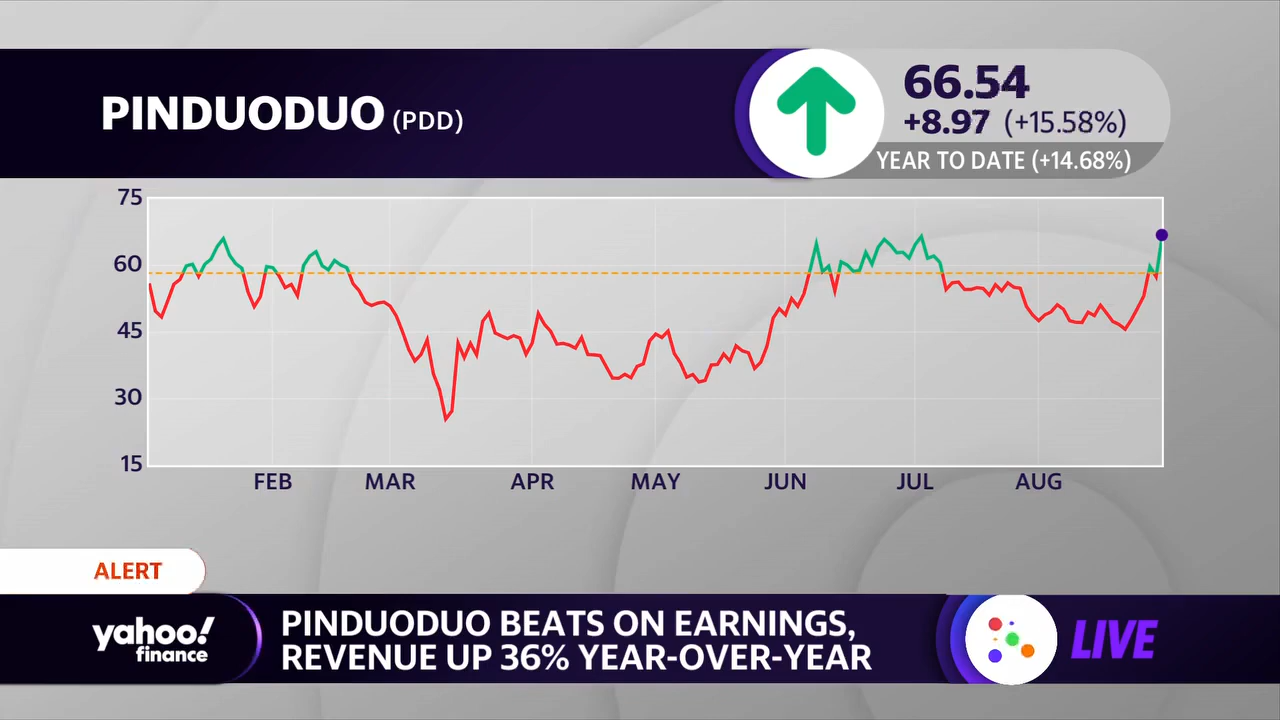 PINDUODUO (PDD)
66.54
+8.97 (+15.58%)
YEAR TO DATE (+14.68%)
75
60
45
30
15
FEB MAR APR MAY JUN JUL AUG
ALERT
yahoo!
finance
PINDUODUO BEATS ON EARNINGS,
REVENUE UP 36% YEAR-OVER-YEAR
LIVE